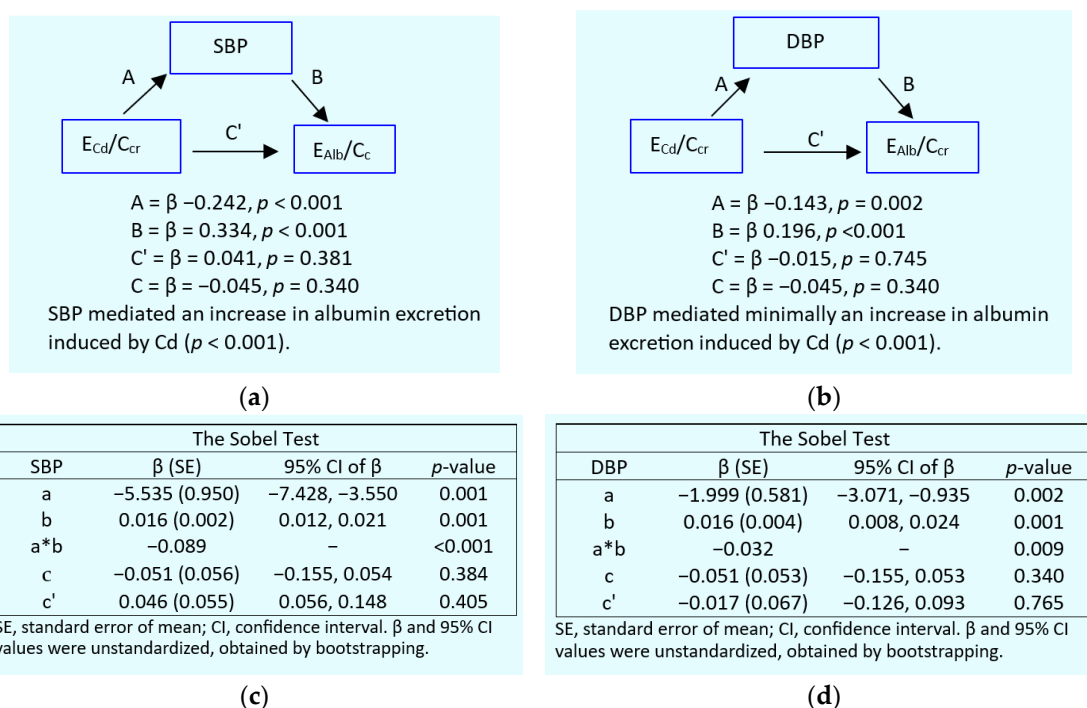 SBP
A
B
E_Cd/C_cr
C'
E_Alb/C_c
A = β −0.242, p < 0.001
B = β = 0.334, p < 0.001
C' = β = 0.041, p = 0.381
C = β = −0.045, p = 0.340
SBP mediated an increase in albumin excretion
induced by Cd (p < 0.001).
(a)
DBP
A
B
E_Cd/C_cr
C'
E_Alb/C_cr
A = β −0.143, p = 0.002
B = β 0.196, p <0.001
C' = β −0.015, p = 0.745
C = β = −0.045, p = 0.340
DBP mediated minimally an increase in albumin
excretion induced by Cd (p < 0.001).
(b)
The Sobel Test
SBP β (SE) 95% CI of β p-value
a −5.535 (0.950) −7.428, −3.550 0.001
b 0.016 (0.002) 0.012, 0.021 0.001
a*b −0.089 − <0.001
c −0.051 (0.056) −0.155, 0.054 0.384
c' 0.046 (0.055) 0.056, 0.148 0.405
SE, standard error of mean; CI, confidence interval. β and 95% CI
values were unstandardized, obtained by bootstrapping.
(c)
The Sobel Test
DBP β (SE) 95% CI of β p-value
a −1.999 (0.581) −3.071, −0.935 0.002
b 0.016 (0.004) 0.008, 0.024 0.001
a*b −0.032 − 0.009
c −0.051 (0.053) −0.155, 0.053 0.340
c' −0.017 (0.067) −0.126, 0.093 0.765
SE, standard error of mean; CI, confidence interval. β and 95% CI
values were unstandardized, obtained by bootstrapping.
(d)